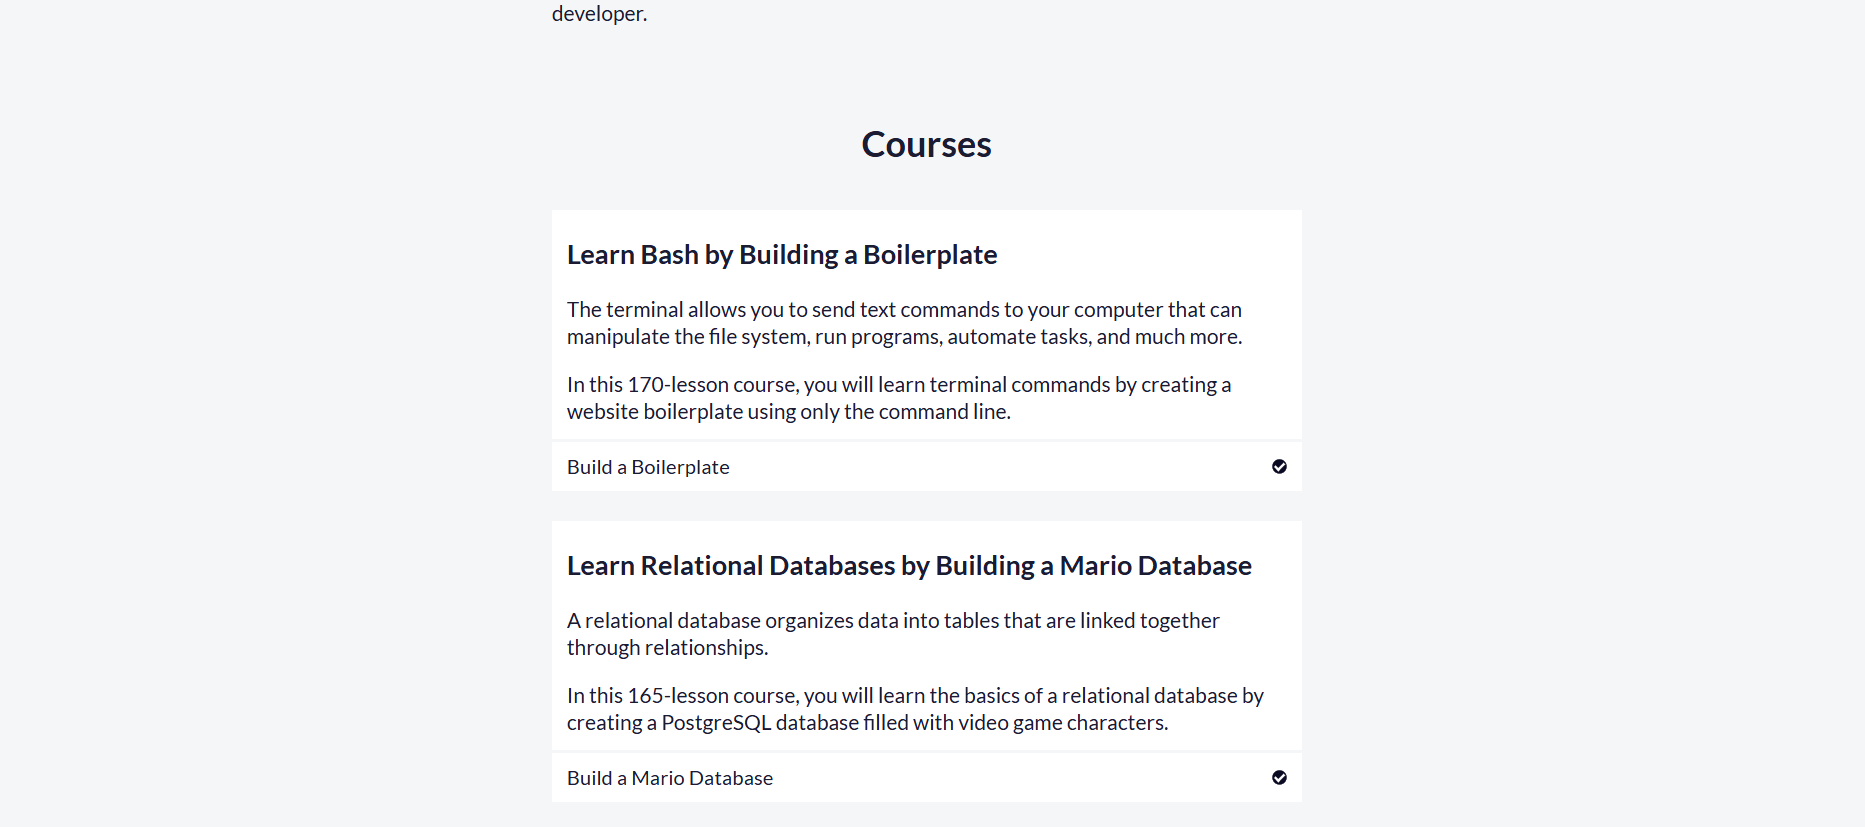 developer.
Courses
Learn Bash by Building a Boilerplate
The terminal allows you to send text commands to your computer that can
manipulate the file system, run programs, automate tasks, and much more.
In this 170-lesson course, you will learn terminal commands by creating a
website boilerplate using only the command line.
Build a Boilerplate
Learn Relational Databases by Building a Mario Database
A relational database organizes data into tables that are linked together
through relationships.
In this 165-lesson course, you will learn the basics of a relational database by
creating a PostgreSQL database filled with video game characters.
Build a Mario Database